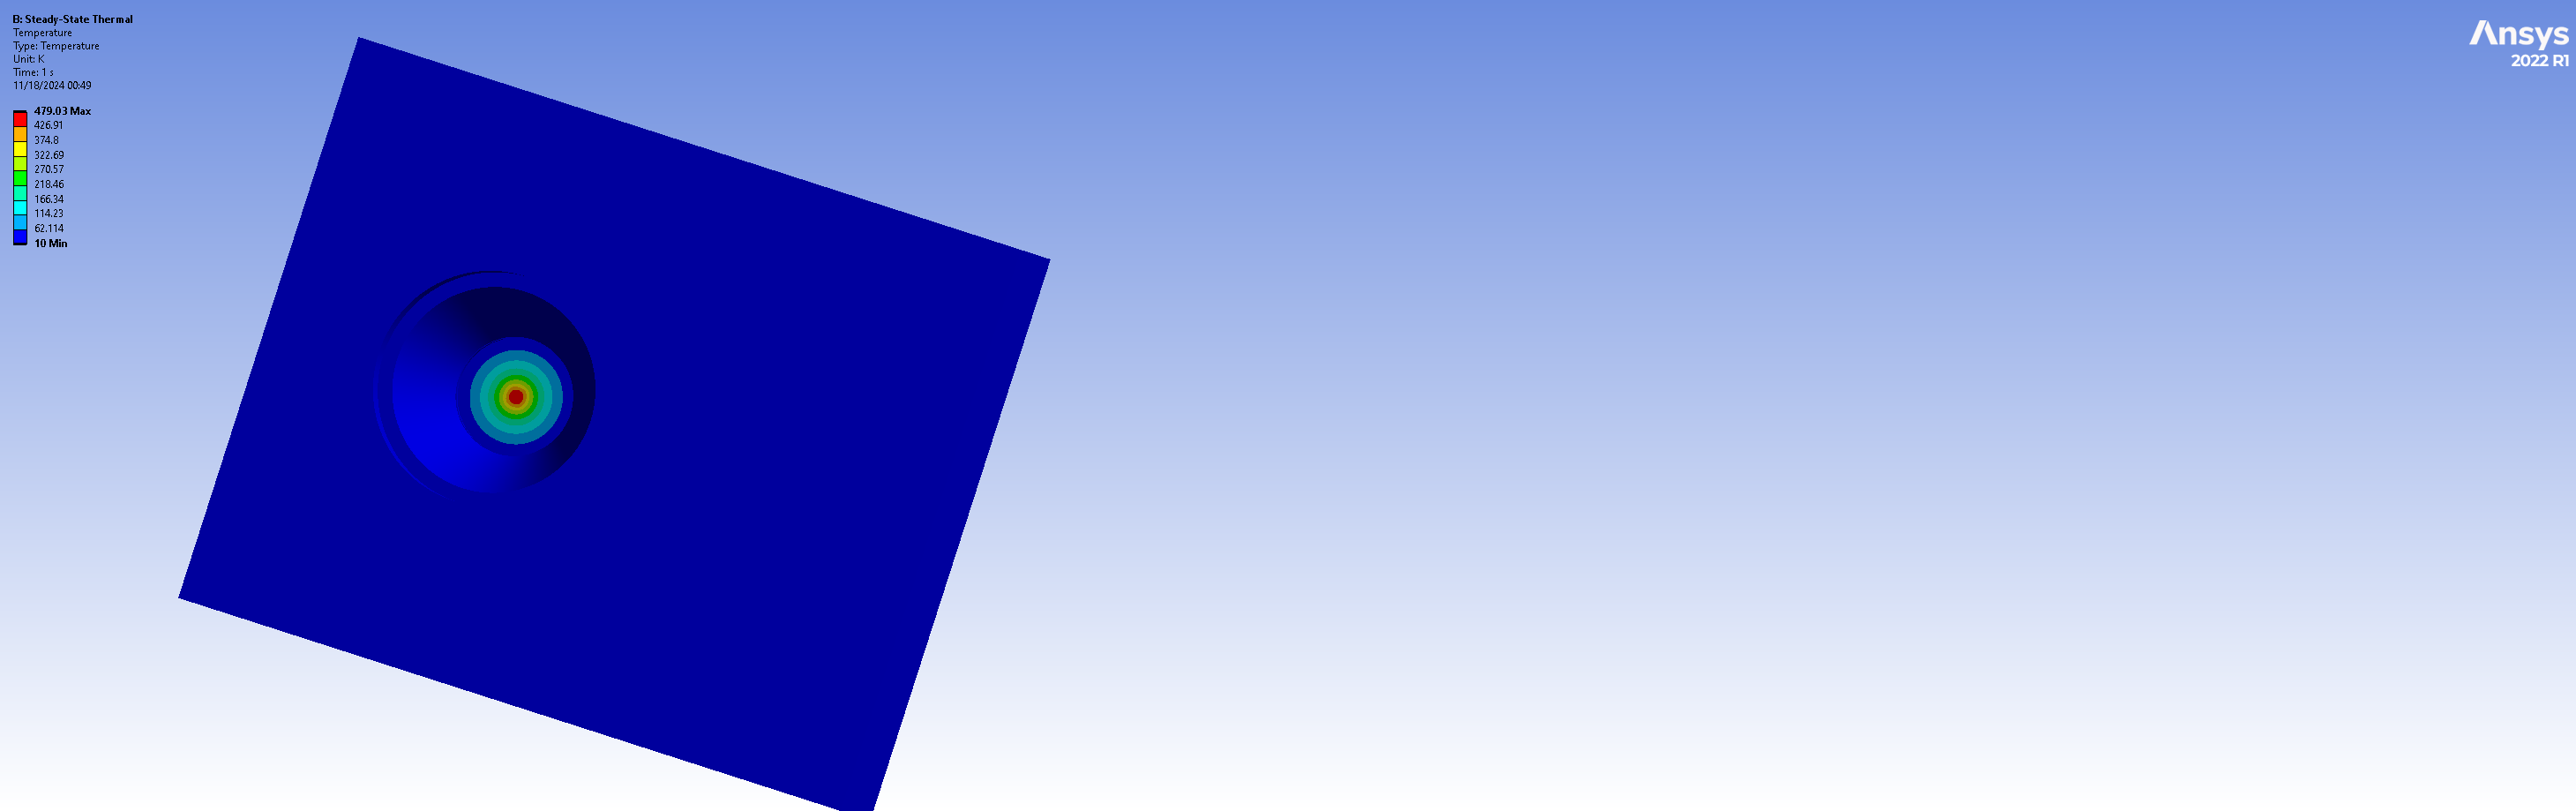 B: Steady-State Thermal
Temperature
Type: Temperature
Unit: K
Time: 1 s
11/18/2024 00:49
479.03 Max
426.91
374.8
322.69
270.57
218.46
166.34
114.23
62.114
10 Min
Ansys
2022 R1